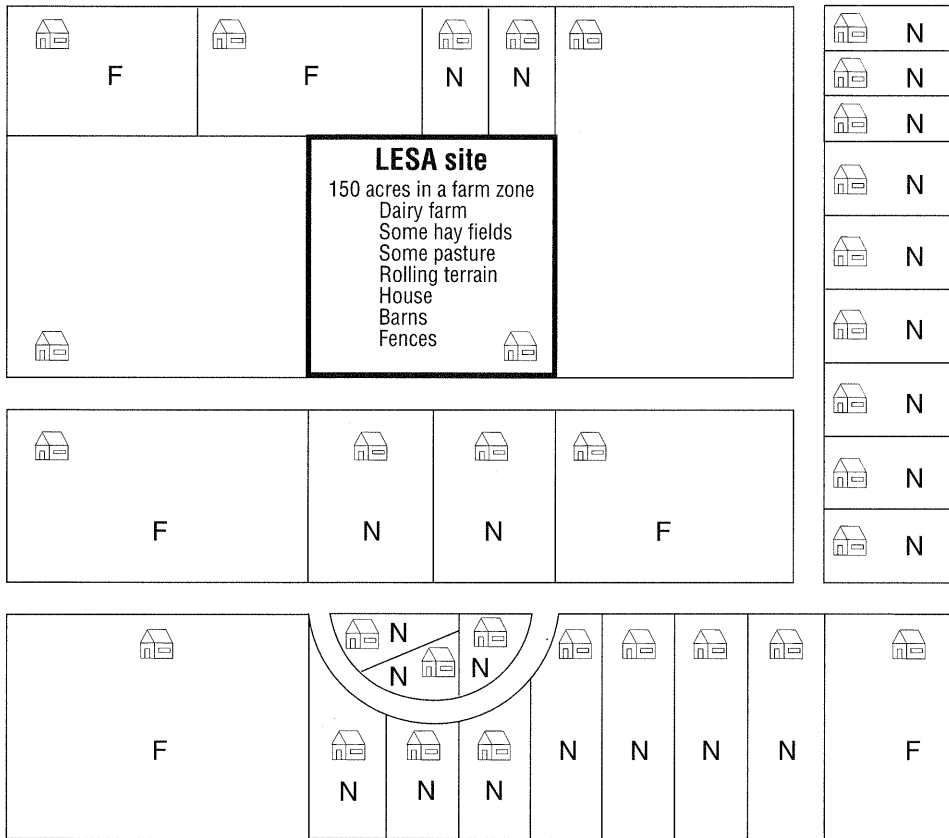 F F N N
N
N
N
LESA site
150 acres in a farm zone
Dairy farm
Some hay fields
Some pasture
Rolling terrain
House
Barns
Fences
N
N
N
N
N
N
F N N F
N
N N
F N N N N N N N F